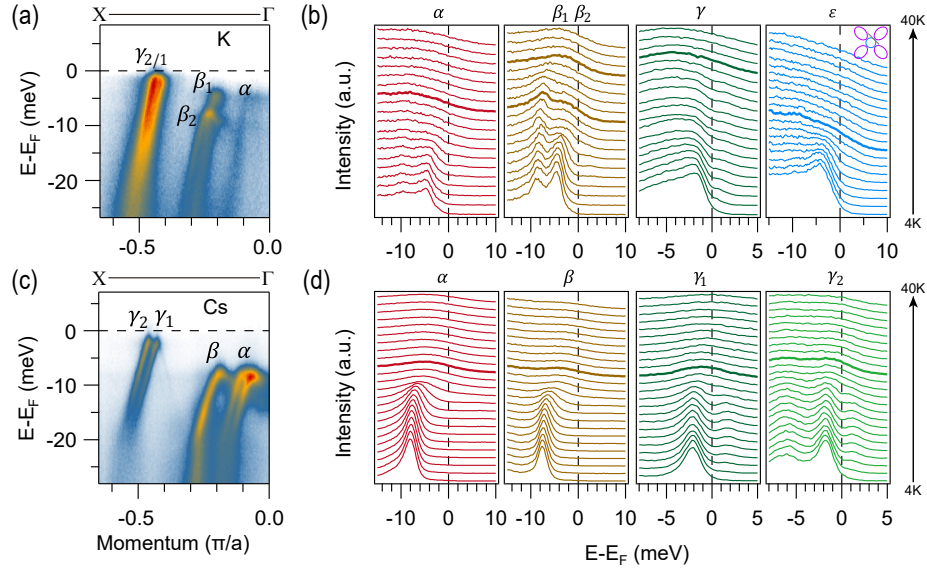 (a)
X Γ
K
γ2/1
β1
α
β2
E-EF (meV)
0
-10
-20
-0.5 0.0
(b)
α β1 β2 γ ε
Intensity (a.u.)
40K
4K
-10 0 10 -10 0 10 -5 0 5 -10 0 10
(c)
X Γ
Cs
γ2 γ1
β α
E-EF (meV)
0
-10
-20
-0.5 0.0
Momentum (π/a)
(d)
α β γ1 γ2
Intensity (a.u.)
40K
4K
-10 0 10 -10 0 10 -5 0 5 -5 0 5
E-EF (meV)